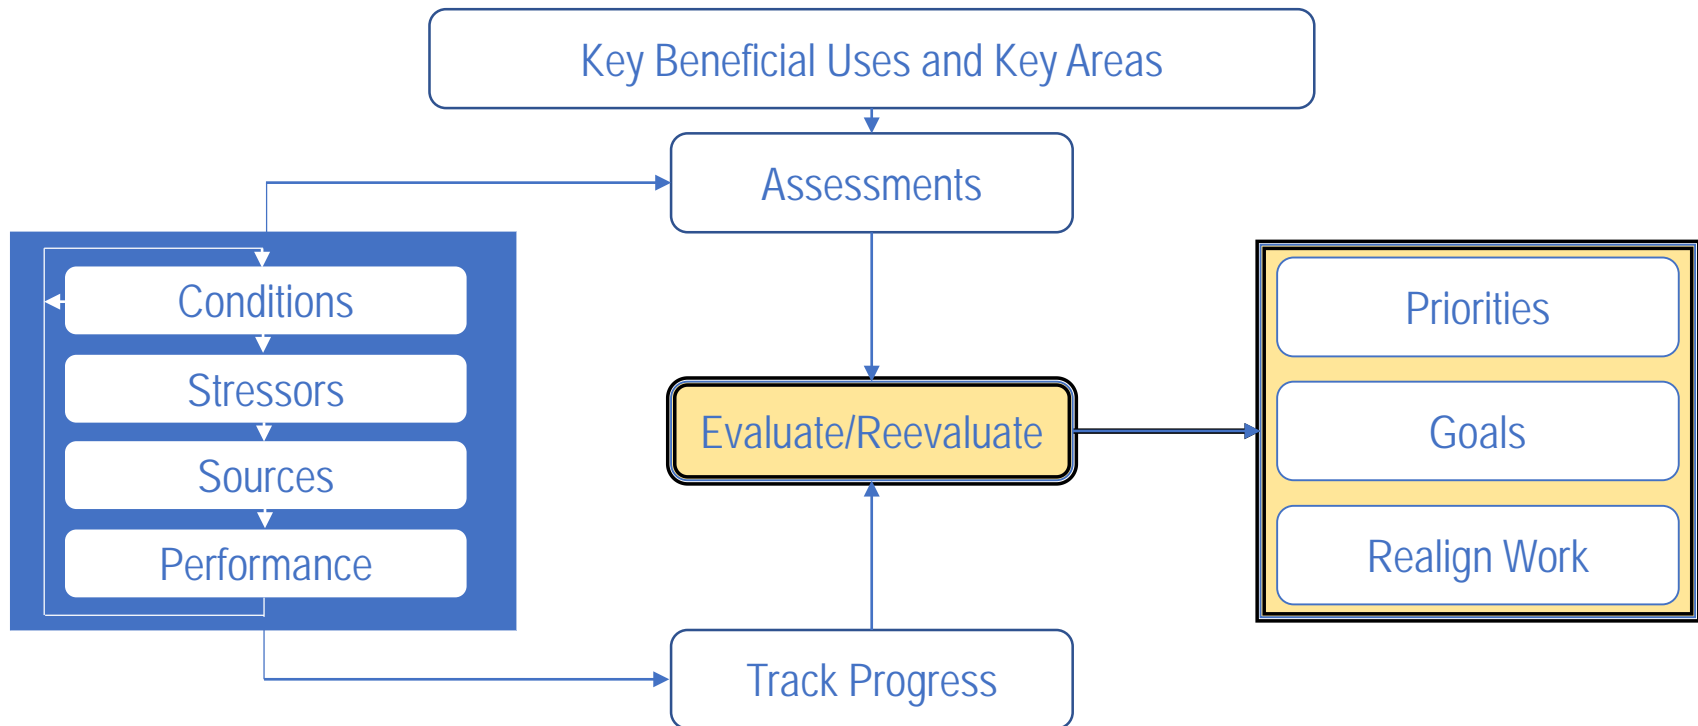 Key Beneficial Uses and Key Areas
Assessments
Conditions
Stressors
Sources
Performance
Evaluate/Reevaluate
Track Progress
Priorities
Goals
Realign Work